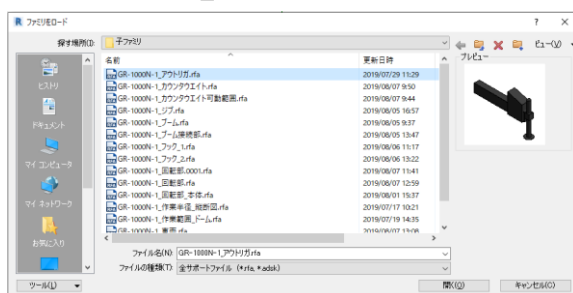 R ファミリをロード ? ×
探す場所(I): 子ファミリ ビュー(V)
名前 更新日時 プレビュー
GR-1000N-1_アウトリガ.rfa 2019/07/29 11:29
GR-1000N-1_カウンタウエイト.rfa 2019/08/07 9:50
GR-1000N-1_カウンタウエイト可動範囲.rfa 2019/08/07 9:44
GR-1000N-1_ジブ.rfa 2019/08/05 16:57
GR-1000N-1_ブーム.rfa 2019/08/05 9:37
GR-1000N-1_ブーム接続部.rfa 2019/08/05 13:47
GR-1000N-1_フック_1.rfa 2019/08/06 11:17
GR-1000N-1_フック_2.rfa 2019/08/06 13:22
GR-1000N-1_回転部.0001.rfa 2019/08/07 11:41
GR-1000N-1_回転部.rfa 2019/08/07 12:59
GR-1000N-1_回転部_本体.rfa 2019/08/01 15:37
GR-1000N-1_作業半径_縦断図.rfa 2019/07/17 10:21
GR-1000N-1_作業範囲_ドーム.rfa 2019/07/19 14:35
GR-1000N-1_車両.rfa 2019/08/07 13:08
ヒストリ
ドキュメント
マイ コンピュータ
マイ ネットワーク
お気に入り
ファイル名(N): GR-1000N-1_アウトリガ.rfa
ファイルの種類(T): 全サポートファイル (*.rfa, *.adsk)
ツール(L) 開く(O) キャンセル(C)